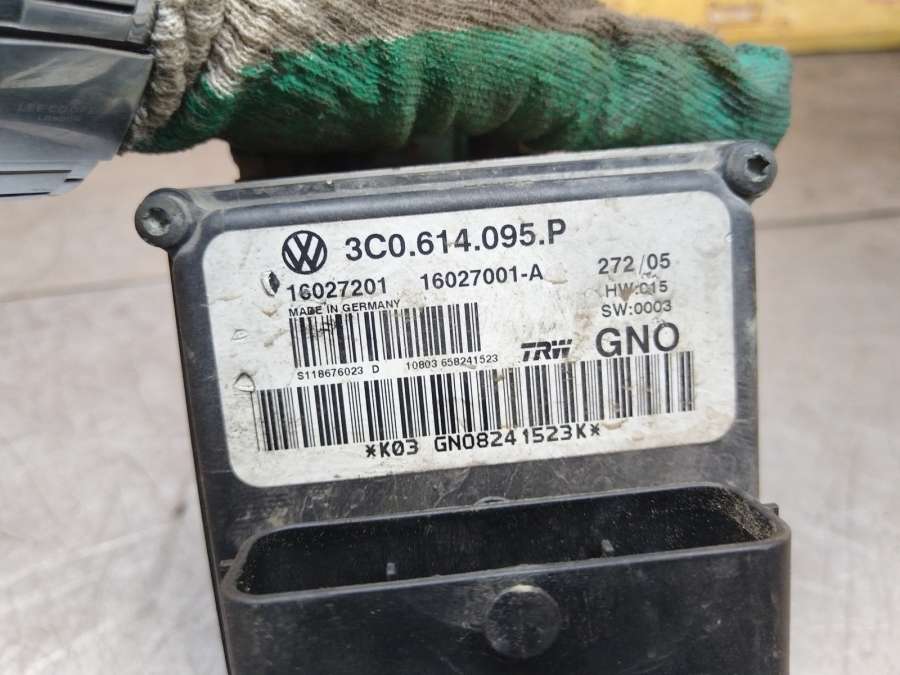 3C0.614.095.P
16027201 16027001-A 272/05
MADE IN GERMANY HW:015
SW:0003
S118676023 D 10803 658241523 TRW GNO
*K03 GNO8241523K*